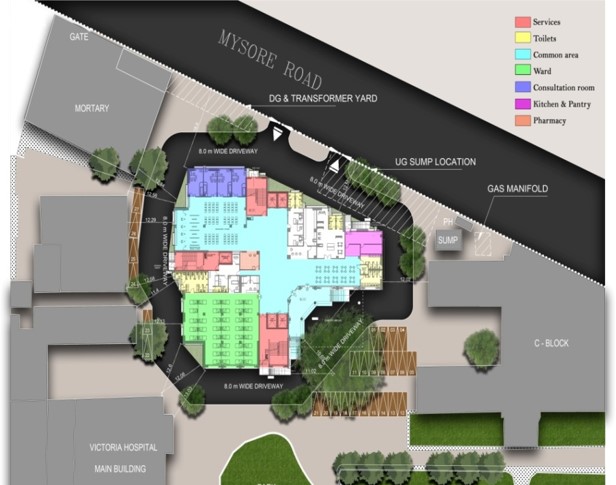 GATE
MYSORE ROAD
MORTARY
DG & TRANSFORMER YARD
8.0 m WIDE DRIVEWAY
UG SUMP LOCATION
8.0 m WIDE DRIVEWAY
GAS MANIFOLD
PH
SUMP
8.0 m WIDE DRIVEWAY
C - BLOCK
WIDE DRIVEWAY
8.0 m WIDE DRIVEWAY
VICTORIA HOSPITAL
MAIN BUILDING
Services
Toilets
Common area
Ward
Consultation room
Kitchen & Pantry
Pharmacy